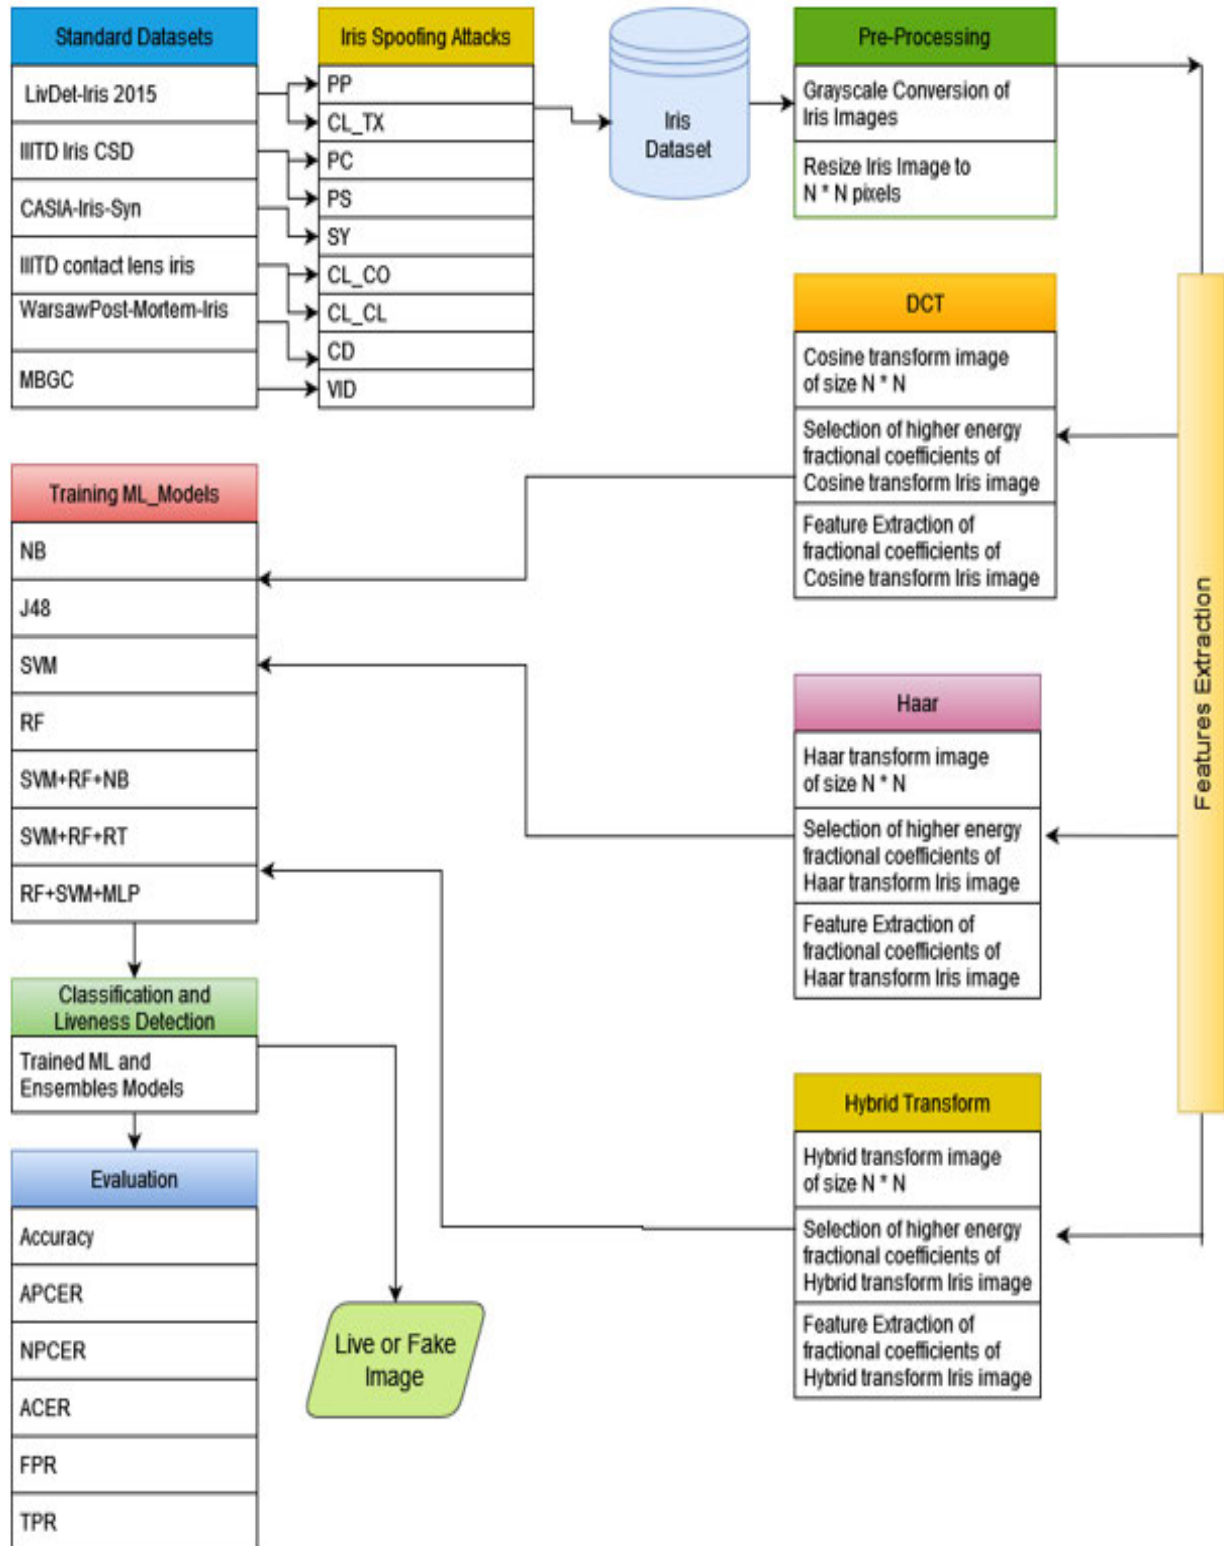 Standard Datasets
LivDet-Iris 2015
IIITD Iris CSD
CASIA-Iris-Syn
IIITD contact lens iris
WarsawPost-Mortem-Iris
MBGC
Iris Spoofing Attacks
PP
CL_TX
PC
PS
SY
CL_CO
CL_CL
CD
VID
Iris
Dataset
Pre-Processing
Grayscale Conversion of
Iris Images
Resize Iris Image to
N * N pixels
Features Extraction
DCT
Cosine transform image
of size N * N
Selection of higher energy
fractional coefficients of
Cosine transform Iris image
Feature Extraction of
fractional coefficients of
Cosine transform Iris image
Haar
Haar transform image
of size N * N
Selection of higher energy
fractional coefficients of
Haar transform Iris image
Feature Extraction of
fractional coefficients of
Haar transform Iris image
Hybrid Transform
Hybrid transform image
of size N * N
Selection of higher energy
fractional coefficients of
Hybrid transform Iris image
Feature Extraction of
fractional coefficients of
Hybrid transform Iris image
Training ML_Models
NB
J48
SVM
RF
SVM+RF+NB
SVM+RF+RT
RF+SVM+MLP
Classification and
Liveness Detection
Trained ML and
Ensembles Models
Live or Fake
Image
Evaluation
Accuracy
APCER
NPCER
ACER
FPR
TPR